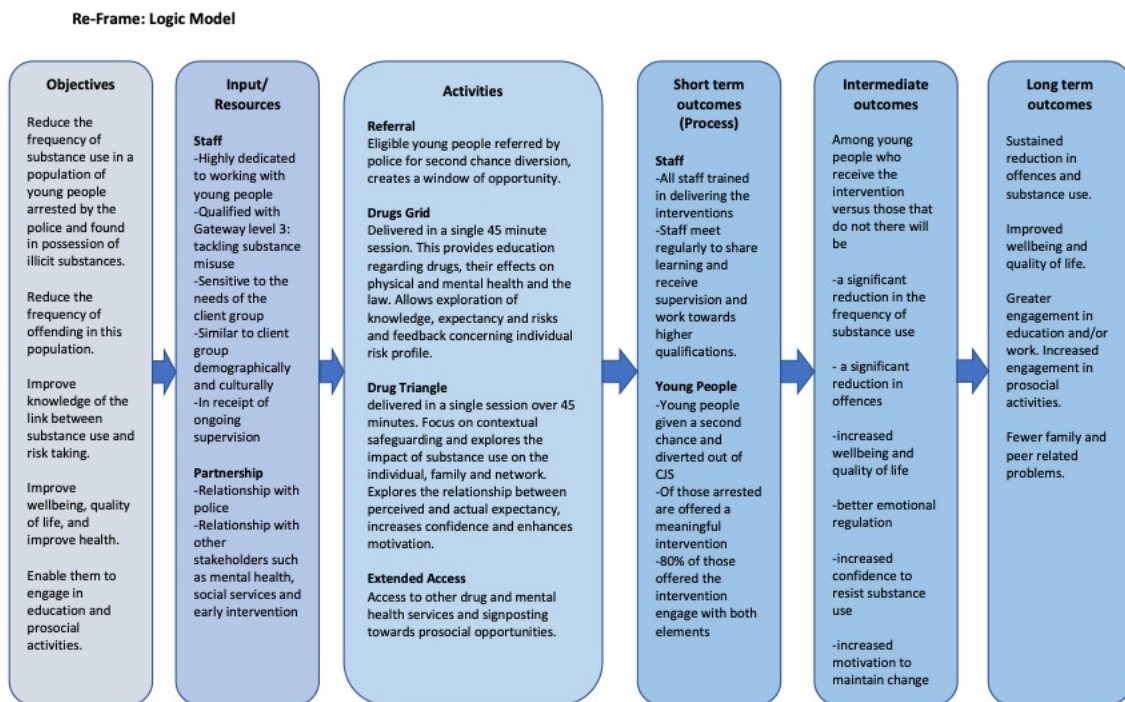 Re-Frame: Logic Model
Objectives
Reduce the
frequency of
substance use in a
population of
young people
arrested by the
police and found
in possession of
illicit substances.
Reduce the
frequency of
offending in this
population.
Improve
knowledge of the
link between
substance use and
risk taking.
Improve
wellbeing, quality
of life, and
improve health.
Enable them to
engage in
education and
prosocial
activities.
Input/
Resources
Staff
-Highly dedicated
to working with
young people
-Qualified with
Gateway level 3:
tackling substance
misuse
-Sensitive to the
needs of the
client group
-Similar to client
group
demographically
and culturally
-In receipt of
ongoing
supervision
Partnership
-Relationship with
police
-Relationship with
other
stakeholders such
as mental health,
social services and
early intervention
Activities
Referral
Eligible young people referred by
police for second chance diversion,
creates a window of opportunity.
Drugs Grid
Delivered in a single 45 minute
session. This provides education
regarding drugs, their effects on
physical and mental health and the
law. Allows exploration of
knowledge, expectancy and risks
and feedback concerning individual
risk profile.
Drug Triangle
delivered in a single session over 45
minutes. Focus on contextual
safeguarding and explores the
impact of substance use on the
individual, family and network.
Explores the relationship between
perceived and actual expectancy,
increases confidence and enhances
motivation.
Extended Access
Access to other drug and mental
health services and signposting
towards prosocial opportunities.
Short term
outcomes
(Process)
Staff
-All staff trained
in delivering the
interventions
-Staff meet
regularly to share
learning and
receive
supervision and
work towards
higher
qualifications.
Young People
-Young people
given a second
chance and
diverted out of
CJS
-Of those arrested
are offered a
meaningful
intervention
-80% of those
offered the
intervention
engage with both
elements
Intermediate
outcomes
Among young
people who
receive the
intervention
versus those that
do not there will
be
-a significant
reduction in the
frequency of
substance use
- a significant
reduction in
offences
-increased
wellbeing and
quality of life
-better emotional
regulation
-increased
confidence to
resist substance
use
-increased
motivation to
maintain change
Long term
outcomes
Sustained
reduction in
offences and
substance use.
Improved
wellbeing and
quality of life.
Greater
engagement in
education and/or
work. Increased
engagement in
prosocial
activities.
Fewer family and
peer related
problems.